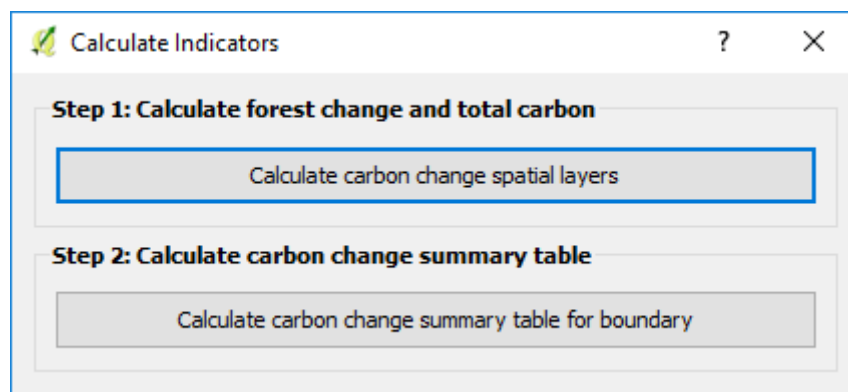 Calculate Indicators
Step 1: Calculate forest change and total carbon
Calculate carbon change spatial layers
Step 2: Calculate carbon change summary table
Calculate carbon change summary table for boundary